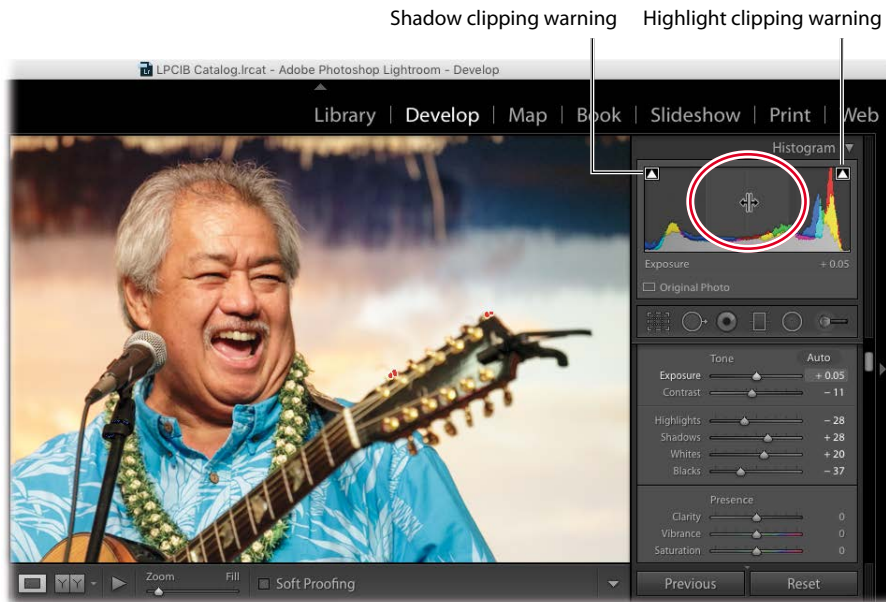 Shadow clipping warning Highlight clipping warning
LPCIB Catalog.lrcat - Adobe Photoshop Lightroom - Develop
Library | Develop | Map | Book | Slideshow | Print | Web
Histogram
Exposure + 0.05
Original Photo
Tone Auto
Exposure + 0.05
Contrast – 11
Highlights – 28
Shadows + 28
Whites + 20
Blacks – 37
Presence
Clarity 0
Vibrance 0
Saturation 0
YY Zoom Fill Soft Proofing Previous Reset